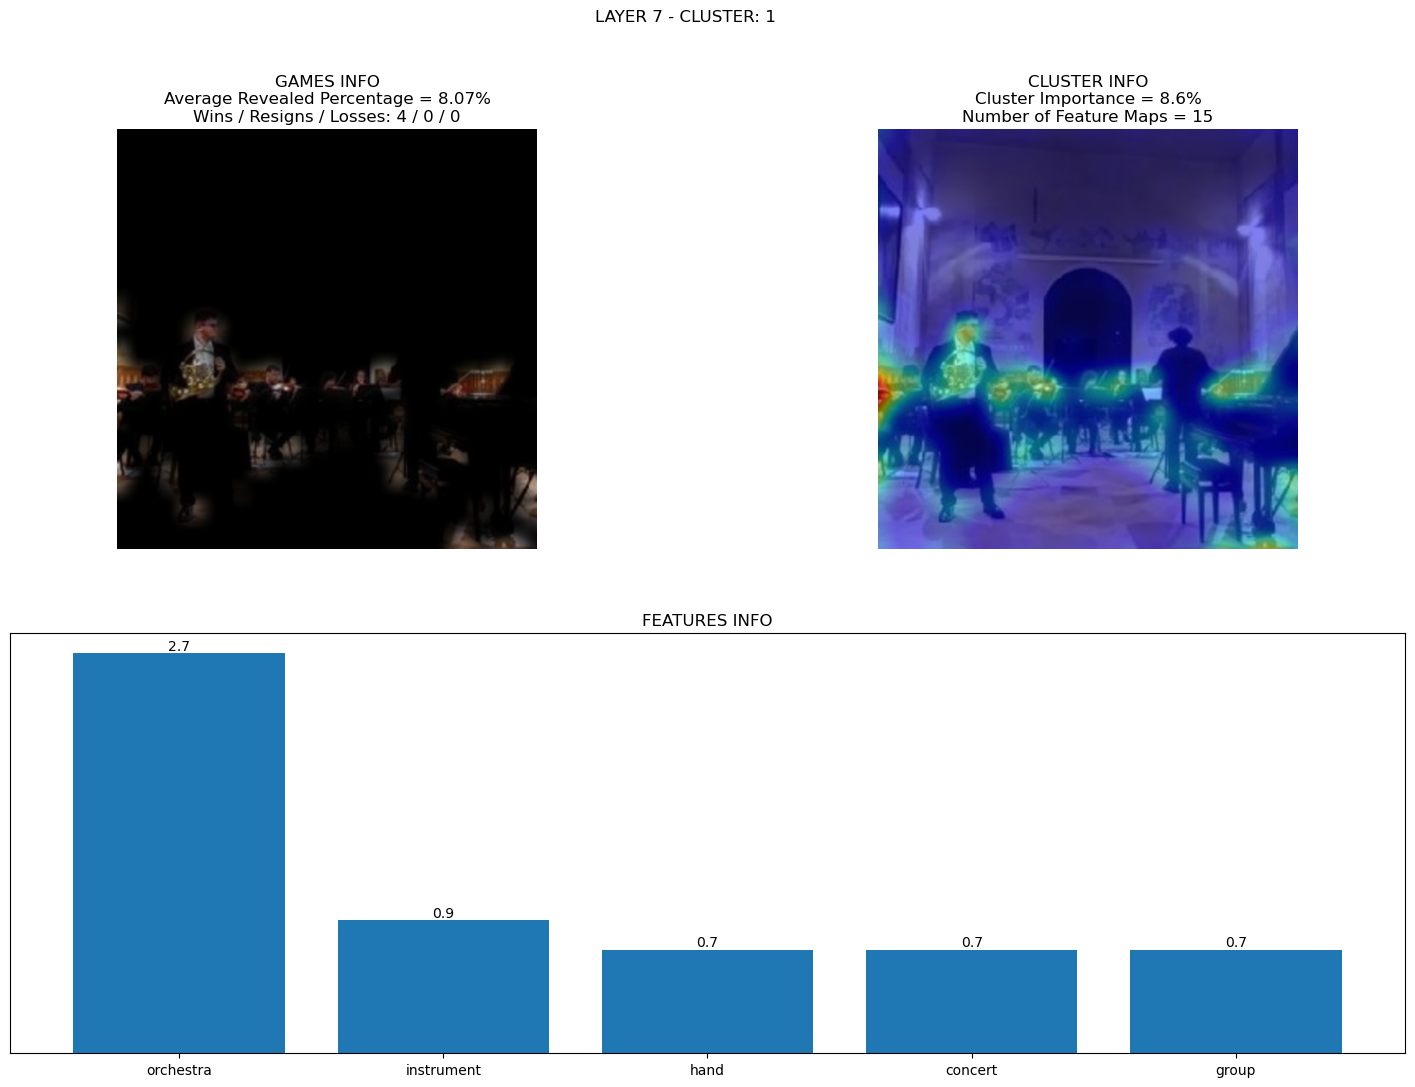 LAYER 7 - CLUSTER: 1
GAMES INFO
Average Revealed Percentage = 8.07%
Wins / Resigns / Losses: 4 / 0 / 0
CLUSTER INFO
Cluster Importance = 8.6%
Number of Feature Maps = 15
FEATURES INFO
2.7
0.9
0.7
0.7
0.7
orchestra
instrument
hand
concert
group